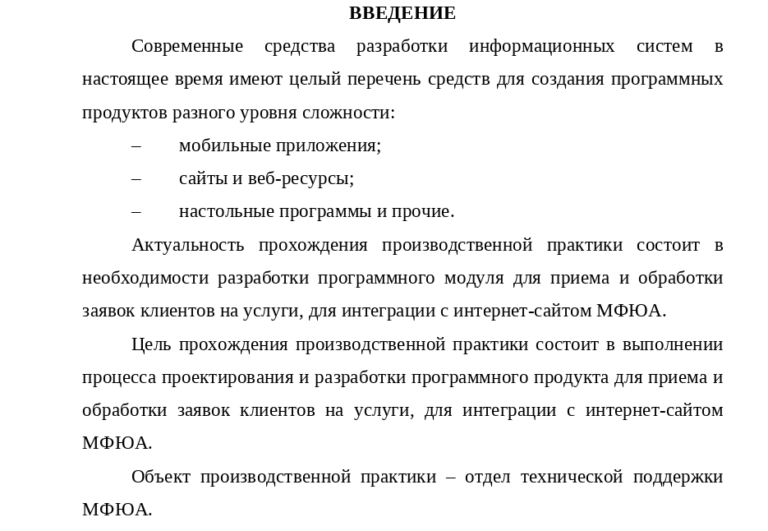 ВВЕДЕНИЕ
Современные средства разработки информационных систем в
настоящее время имеют целый перечень средств для создания программных
продуктов разного уровня сложности:
– мобильные приложения;
– сайты и веб-ресурсы;
– настольные программы и прочие.
Актуальность прохождения производственной практики состоит в
необходимости разработки программного модуля для приема и обработки
заявок клиентов на услуги, для интеграции с интернет-сайтом МФЮА.
Цель прохождения производственной практики состоит в выполнении
процесса проектирования и разработки программного продукта для приема и
обработки заявок клиентов на услуги, для интеграции с интернет-сайтом
МФЮА.
Объект производственной практики – отдел технической поддержки
МФЮА.